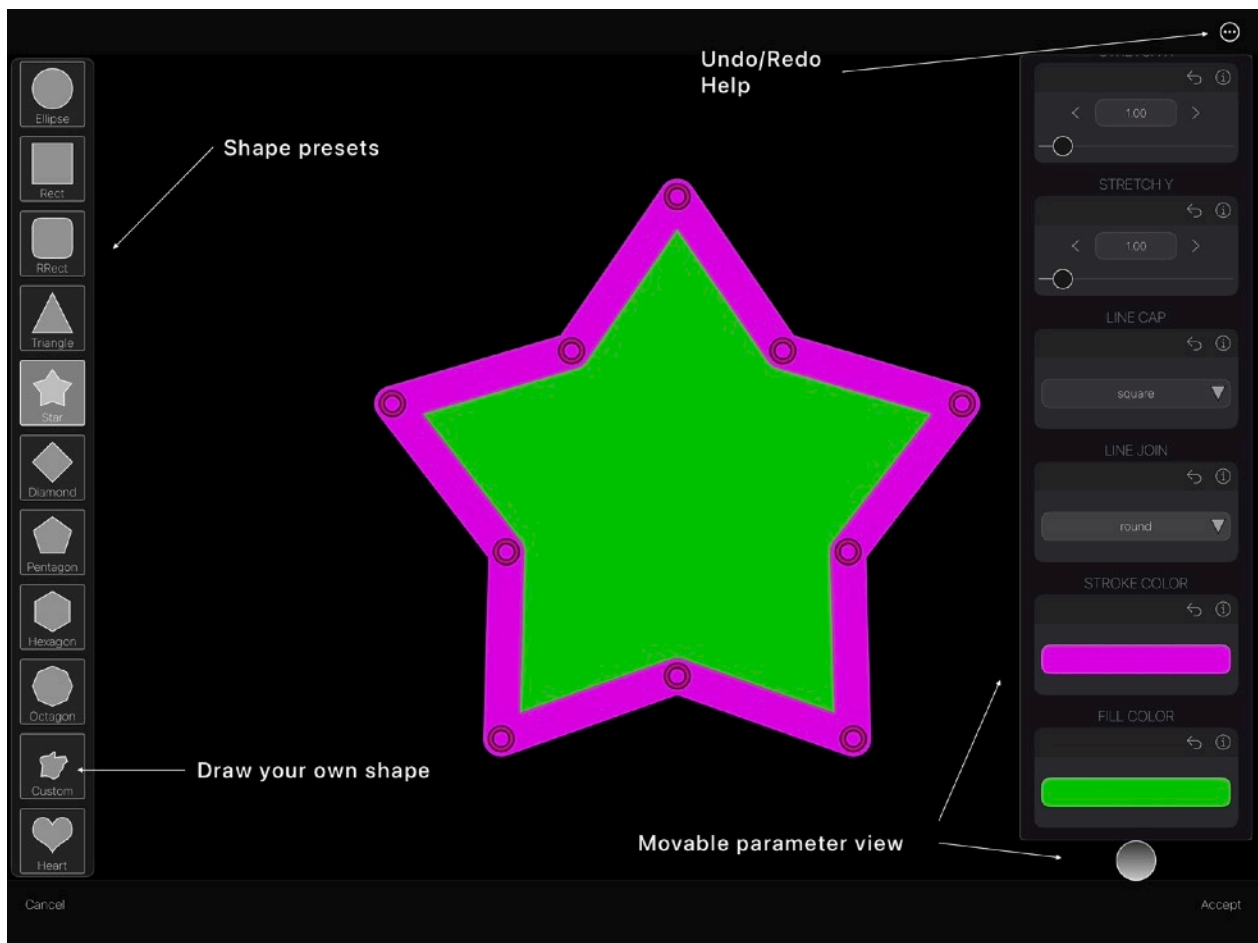 Undo/Redo
Help
Ellipse
Rect
RRect
Triangle
Star
Diamond
Pentagon
Hexagon
Octagon
Custom
Heart
Shape presets
Draw your own shape
Movable parameter view
1.00
STRETCH Y
1.00
LINE CAP
square
LINE JOIN
round
STROKE COLOR
FILL COLOR
Cancel
Accept